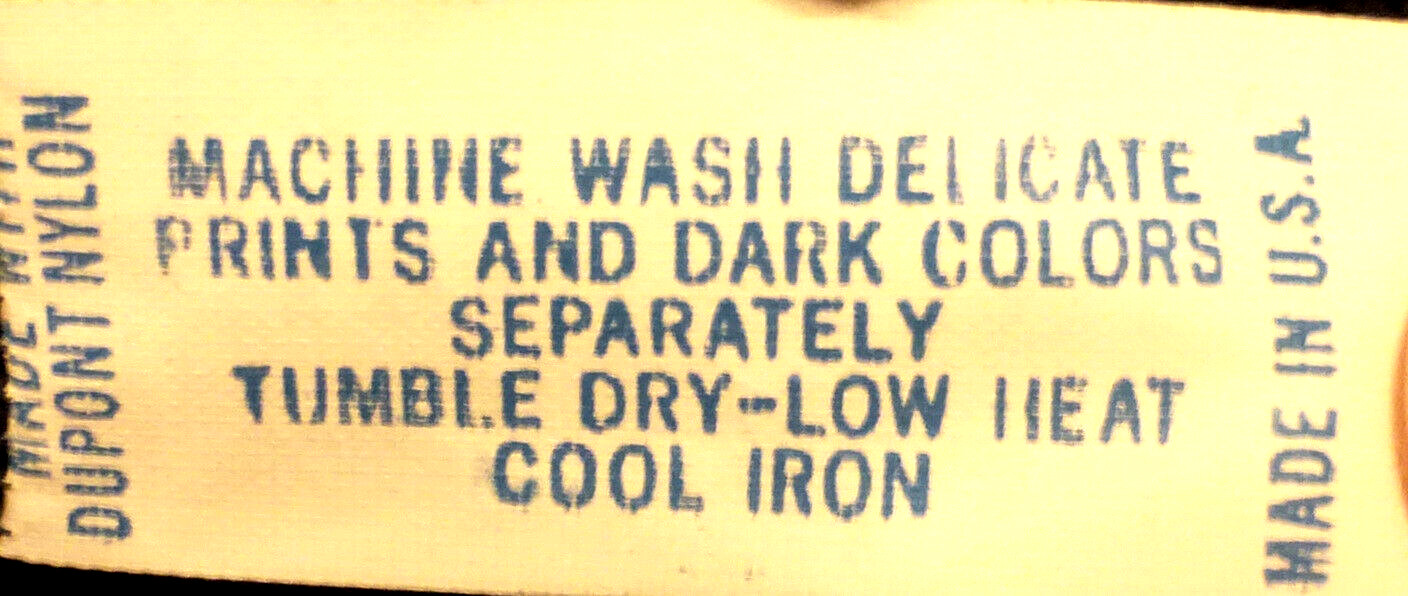 MADE WITH
DUPONT NYLON
MACHINE WASH DELICATE
PRINTS AND DARK COLORS
SEPARATELY
TUMBLE DRY-LOW HEAT
COOL IRON
MADE IN U.S.A